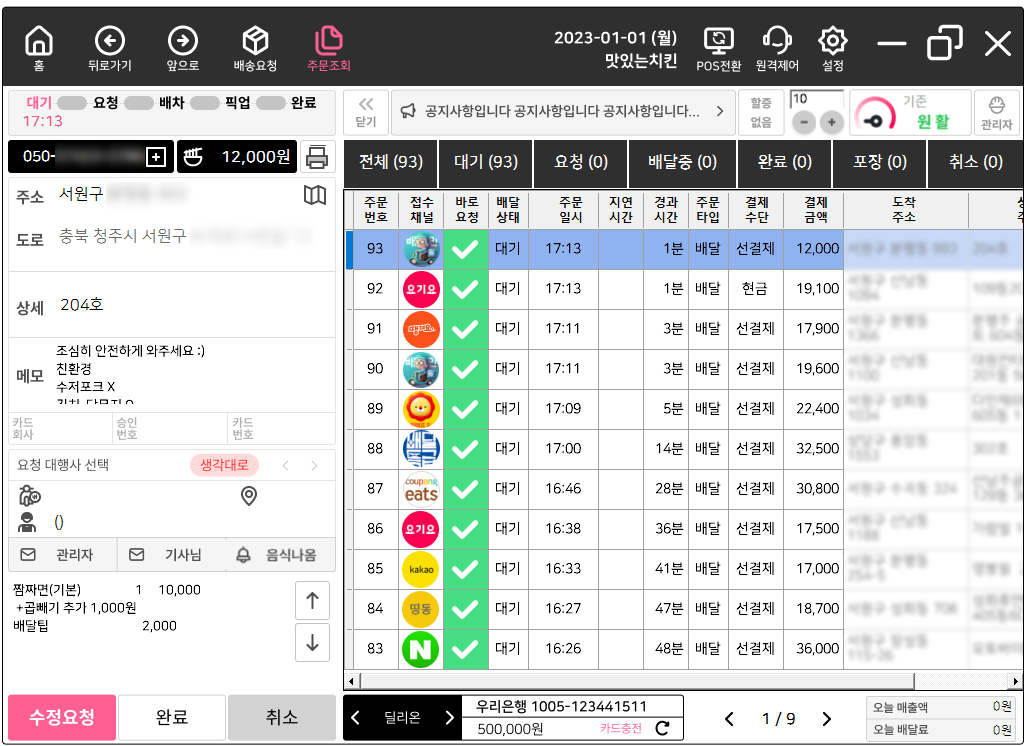 홈 뒤로가기 앞으로 배송요청 주문조회
2023-01-01 (월)
맛있는치킨
POS전환 원격제어 설정
대기 요청 배차 픽업 완료
17:13
닫기
공지사항입니다 공지사항입니다 공지사항입니다...
할증
없음
10
기준
원활
관리자
050-
12,000원
전체 (93) 대기 (93) 요청 (0) 배달중 (0) 완료 (0) 포장 (0) 취소 (0)
주소 서원구
도로 충북 청주시 서원구
상세 204호
메모
조심히 안전하게 와주세요 :)
친환경
수저포크 X
카드
회사
승인
번호
카드
번호
요청 대행사 선택 생각대로
()
관리자 기사님 음식나옴
짬짜면(기본) 1 10,000
+곱빼기 추가 1,000원
배달팁 2,000
수정요청 완료 취소
주문
번호
접수
채널
바로
요청
배달
상태
주문
일시
지연
시간
경과
시간
주문
타입
결제
수단
결제
금액
도착
주소
93 대기 17:13 1분 배달 선결제 12,000
92 요기요 대기 17:13 1분 배달 현금 19,100
91 대기 17:11 3분 배달 선결제 17,900
90 대기 17:11 3분 배달 선결제 19,600
89 대기 17:09 5분 배달 선결제 22,400
88 대기 17:00 14분 배달 선결제 32,500
87 coupang eats 대기 16:46 28분 배달 선결제 30,800
86 요기요 대기 16:38 36분 배달 선결제 17,500
85 kakao 대기 16:33 41분 배달 선결제 17,000
84 띵동 대기 16:27 47분 배달 선결제 18,700
83 N 대기 16:26 48분 배달 선결제 36,000
딜리온
우리은행 1005-123441511
500,000원 카드충전
1 / 9
오늘 매출액 0원
오늘 배달료 0원